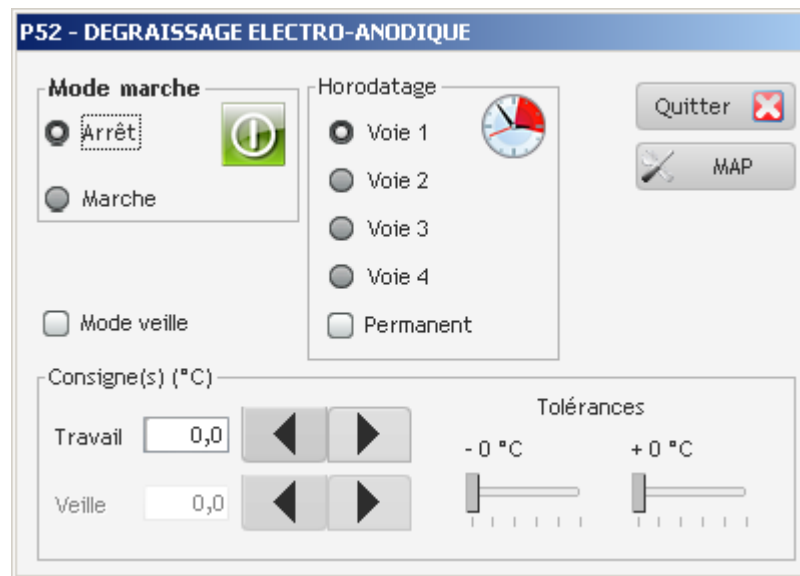 P52 - DEGRAISSAGE ELECTRO-ANODIQUE
Mode marche
Arrêt
Marche
Mode veille
Horodatage
Voie 1
Voie 2
Voie 3
Voie 4
Permanent
Quitter
MAP
Consigne(s) (°C)
Travail 0,0
Veille 0,0
Tolérances
- 0 °C + 0 °C